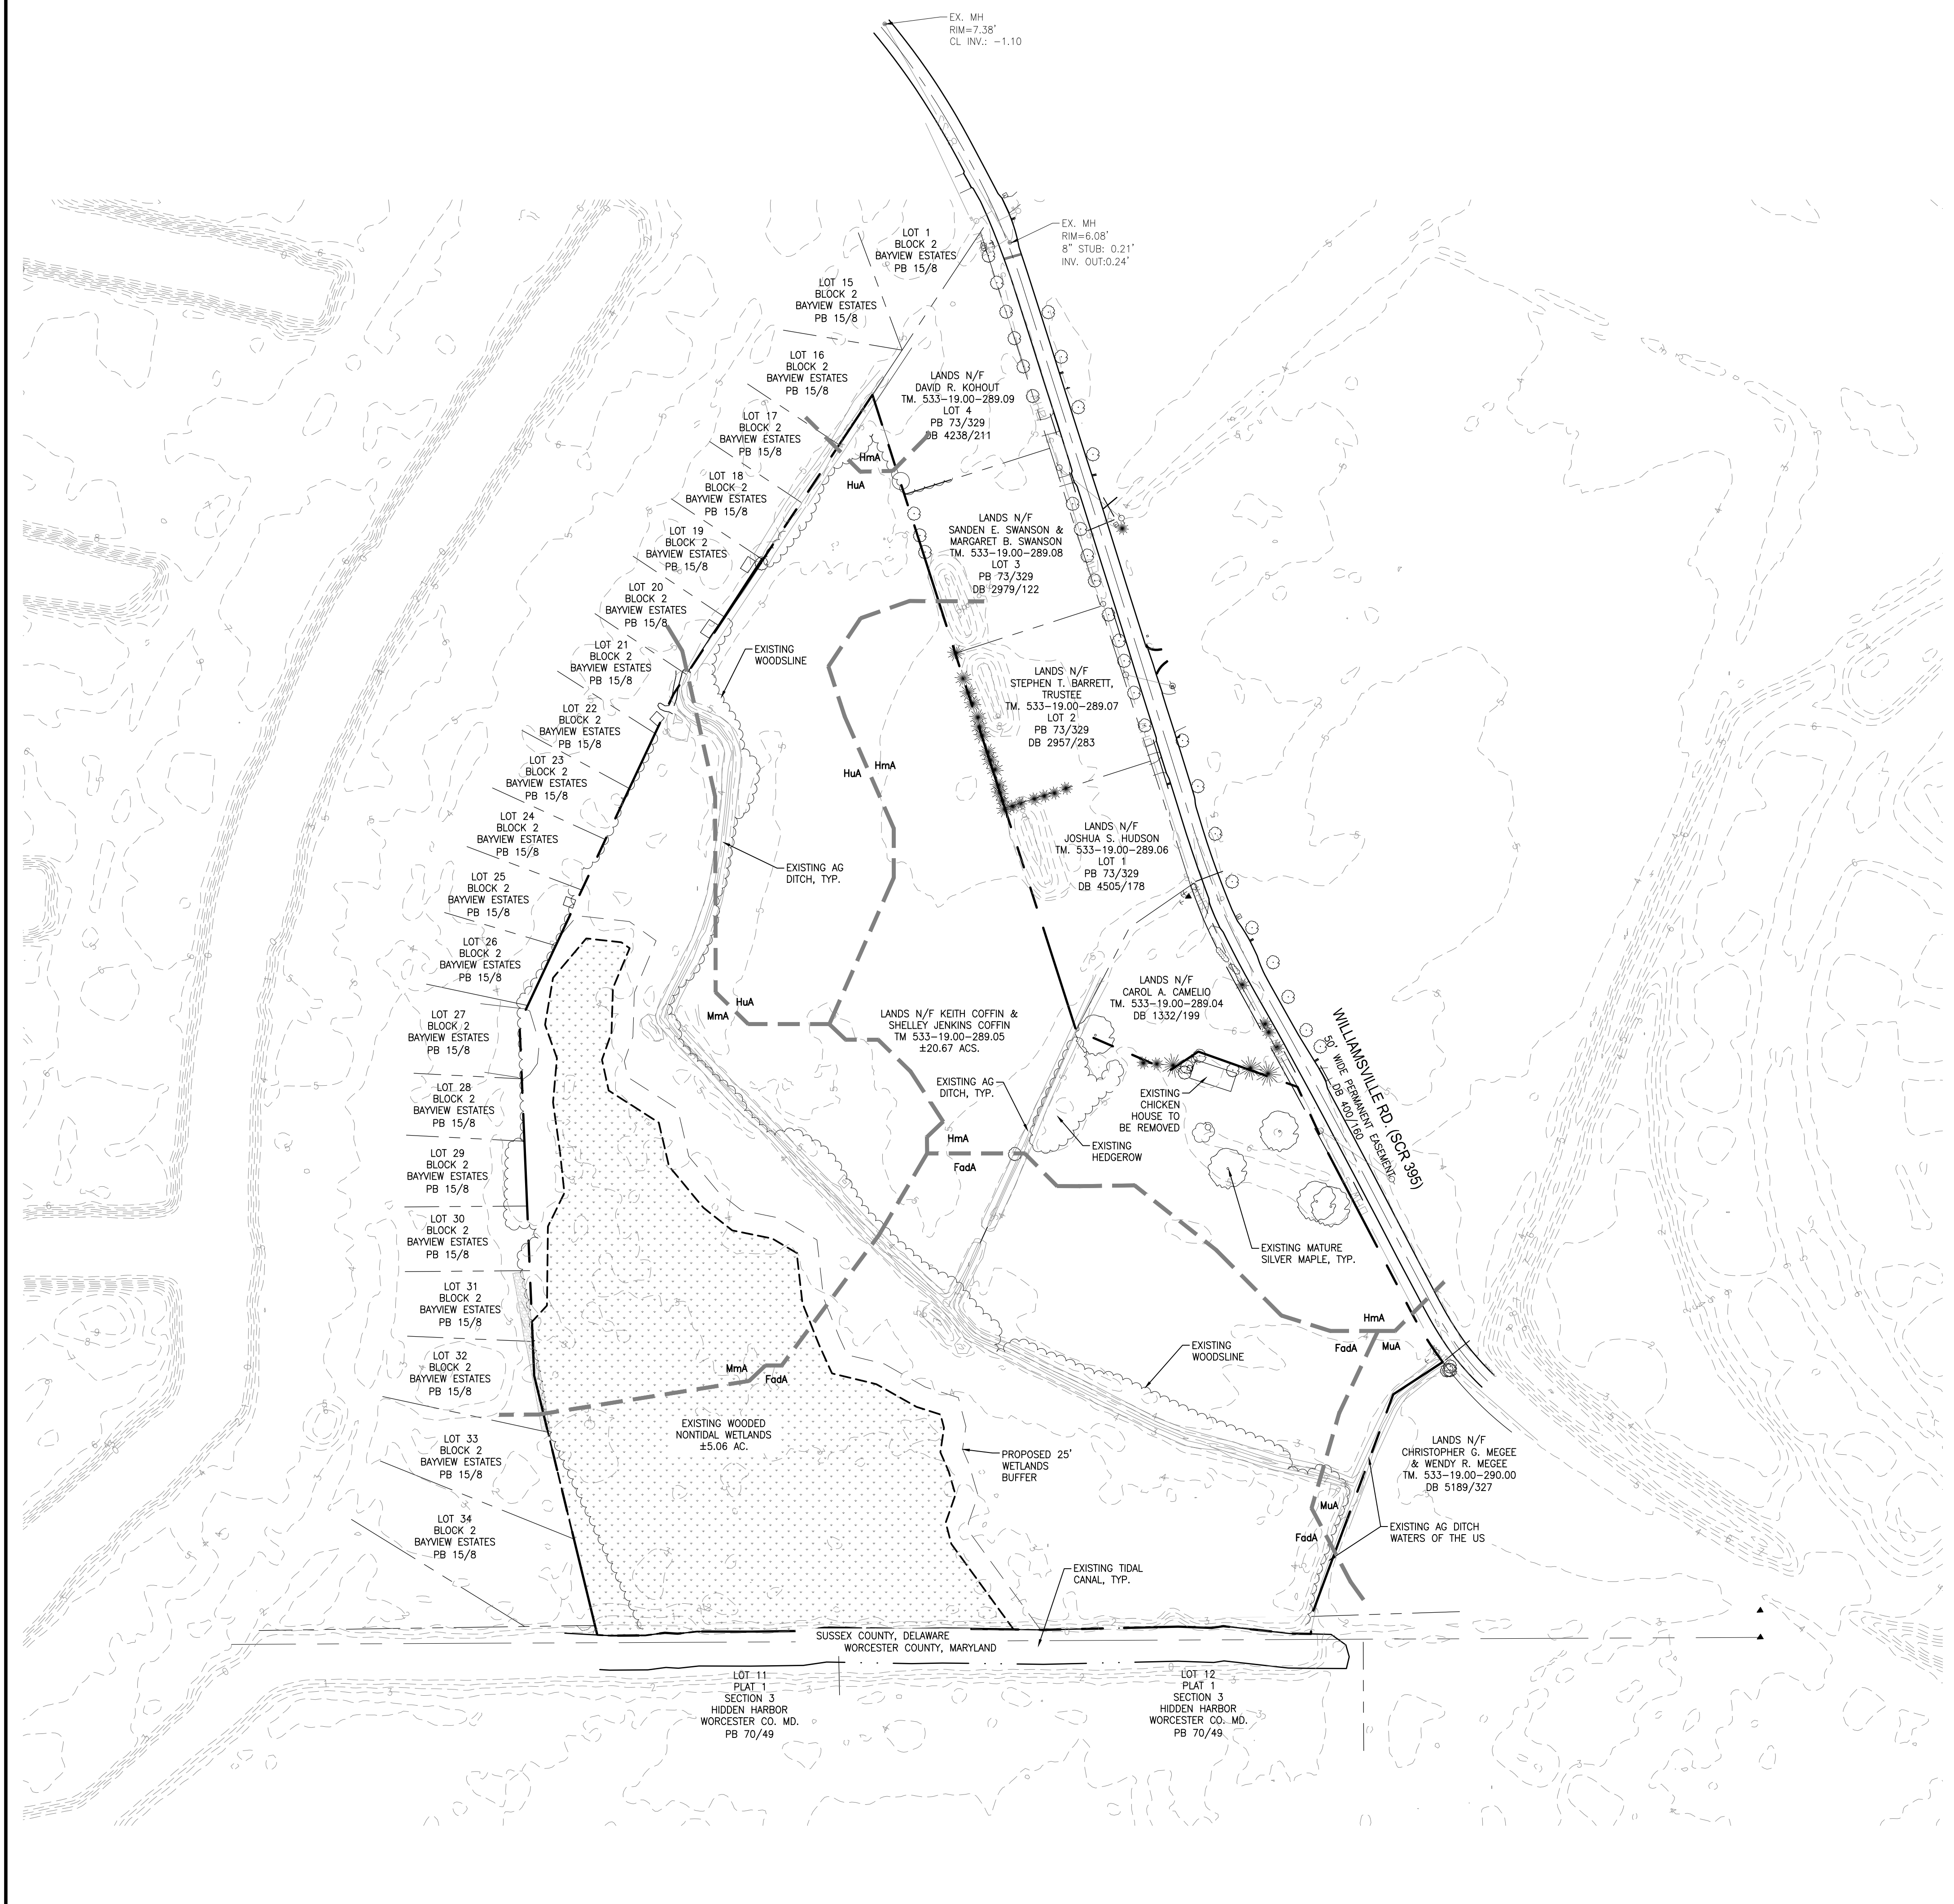 EX. MH
RIM=7.38'
CL INV.: -1.10
EX. MH
RIM=6.08'
8" STUB: 0.21'
INV. OUT:0.24'
LOT 1
BLOCK 2
BAYVIEW ESTATES
PB 15/8
LOT 15
BLOCK 2
BAYVIEW ESTATES
PB 15/8
LOT 16
BLOCK 2
BAYVIEW ESTATES
PB 15/8
LANDS N/F
DAVID R. KOHOUT
TM. 533-19.00-289.09
LOT 4
PB 73/329
DB 4238/211
LOT 17
BLOCK 2
BAYVIEW ESTATES
PB 15/8
HmA
HuA
LOT 18
BLOCK 2
BAYVIEW ESTATES
PB 15/8
LANDS N/F
SANDEN E. SWANSON &
MARGARET B. SWANSON
TM. 533-19.00-289.08
LOT 3
PB 73/329
DB 2979/122
LOT 19
BLOCK 2
BAYVIEW ESTATES
PB 15/8
LOT 20
BLOCK 2
BAYVIEW ESTATES
PB 15/8
LOT 21
BLOCK 2
BAYVIEW ESTATES
PB 15/8
EXISTING
WOODSLINE
LANDS N/F
STEPHEN T. BARRETT,
TRUSTEE
TM. 533-19.00-289.07
LOT 2
PB 73/329
DB 2957/283
LOT 22
BLOCK 2
BAYVIEW ESTATES
PB 15/8
LOT 23
BLOCK 2
BAYVIEW ESTATES
PB 15/8
HuA
HmA
LOT 24
BLOCK 2
BAYVIEW ESTATES
PB 15/8
LANDS N/F
JOSHUA S. HUDSON
TM. 533-19.00-289.06
LOT 1
PB 73/329
DB 4505/178
EXISTING AG
DITCH, TYP.
LOT 25
BLOCK 2
BAYVIEW ESTATES
PB 15/8
LOT 26
BLOCK 2
BAYVIEW ESTATES
PB 15/8
LANDS N/F
CAROL A. CAMELIO
TM. 533-19.00-289.04
DB 1332/199
HuA
MmA
LANDS N/F KEITH COFFIN &
SHELLEY JENKINS COFFIN
TM 533-19.00-289.05
±20.67 ACS.
WILLIAMSVILLE RD. (SCR 395)
50' WIDE PERMANENT EASEMENT
DB 400/160
LOT 27
BLOCK 2
BAYVIEW ESTATES
PB 15/8
LOT 28
BLOCK 2
BAYVIEW ESTATES
PB 15/8
EXISTING AG
DITCH, TYP.
EXISTING
CHICKEN
HOUSE TO
BE REMOVED
EXISTING
HEDGEROW
HmA
FadA
LOT 29
BLOCK 2
BAYVIEW ESTATES
PB 15/8
LOT 30
BLOCK 2
BAYVIEW ESTATES
PB 15/8
EXISTING MATURE
SILVER MAPLE, TYP.
LOT 31
BLOCK 2
BAYVIEW ESTATES
PB 15/8
HmA
FadA
MuA
EXISTING
WOODSLINE
LOT 32
BLOCK 2
BAYVIEW ESTATES
PB 15/8
MmA
FadA
EXISTING WOODED
NONTIDAL WETLANDS
±5.06 AC.
LOT 33
BLOCK 2
BAYVIEW ESTATES
PB 15/8
PROPOSED 25'
WETLANDS
BUFFER
LANDS N/F
CHRISTOPHER G. MEGEE
& WENDY R. MEGEE
TM. 533-19.00-290.00
DB 5189/327
MuA
FadA
EXISTING AG DITCH
WATERS OF THE US
LOT 34
BLOCK 2
BAYVIEW ESTATES
PB 15/8
EXISTING TIDAL
CANAL, TYP.
SUSSEX COUNTY, DELAWARE
WORCESTER COUNTY, MARYLAND
LOT 11
PLAT 1
SECTION 3
HIDDEN HARBOR
WORCESTER CO. MD.
PB 70/49
LOT 12
PLAT 1
SECTION 3
HIDDEN HARBOR
WORCESTER CO. MD.
PB 70/49